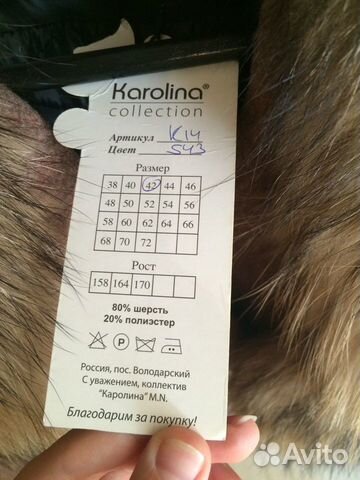 Karolina®
collection
Артикул K14
Цвет 543
Размер
38 40 42 44 46
48 50 52 54 56
58 60 62 64 66
68 70 72
Рост
158 164 170
80% шерсть
20% полиэстер
P
Россия, пос. Володарский
С уважением, коллектив
"Каролина" M.N.
Благодарим за покупку!
Avito